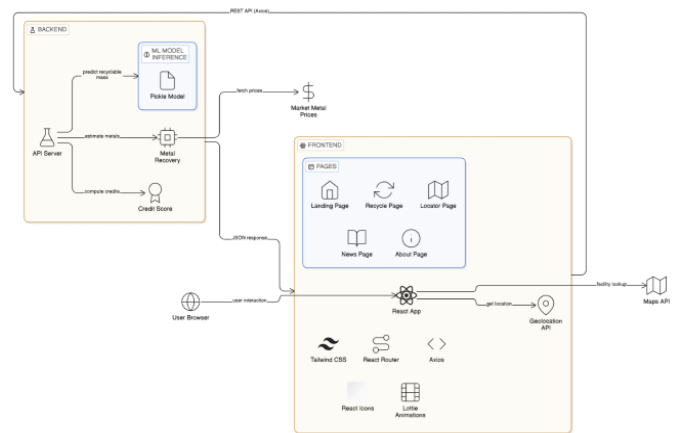 REST API (Axios)
BACKEND
ML MODEL
INFERENCE
predict recyclable
mass
Pickle Model
fetch prices
Market Metal
Prices
estimate metals
API Server
Metal
Recovery
compute credits
Credit Score
FRONTEND
PAGES
Landing Page
Recycle Page
Locator Page
News Page
About Page
JSON response
facility lookup
Maps API
user interaction
User Browser
React App
get location
Geolocation
API
Tailwind CSS
React Router
Axios
React Icons
Lottie
Animations